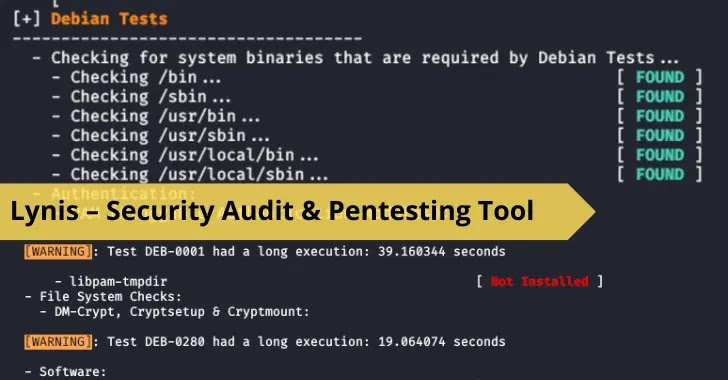 [+] Debian Tests
------------------------------------
- Checking for system binaries that are required by Debian Tests...
- Checking /bin... [ FOUND ]
- Checking /sbin... [ FOUND ]
- Checking /usr/bin... [ FOUND ]
- Checking /usr/sbin... [ FOUND ]
- Checking /usr/local/bin... [ FOUND ]
- Checking /usr/local/sbin... [ FOUND ]
- Authentication:
Lynis – Security Audit & Pentesting Tool
[WARNING]: Test DEB-0001 had a long execution: 39.160344 seconds
- libpam-tmpdir [ Not Installed ]
- File System Checks:
- DM-Crypt, Cryptsetup & Cryptmount:
[WARNING]: Test DEB-0280 had a long execution: 19.064074 seconds
- Software: